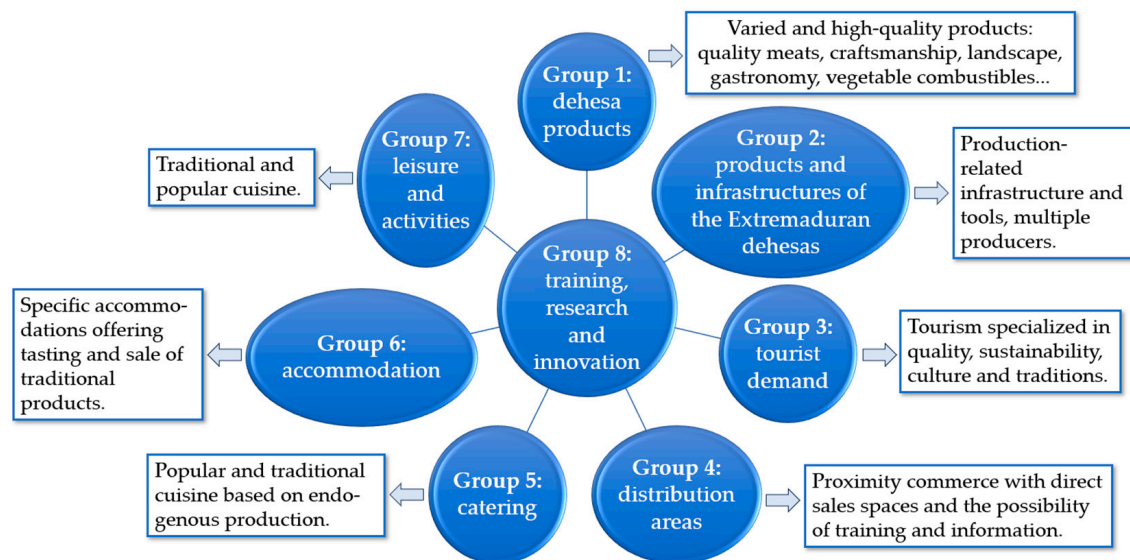 Group 1:
dehesa
products
Varied and high-quality products:
quality meats, craftsmanship, landscape,
gastronomy, vegetable combustibles...
Group 2:
products and
infrastructures of
the Extremaduran
dehesas
Production-
related
infrastructure and
tools, multiple
producers.
Group 3:
tourist
demand
Tourism specialized in
quality, sustainability,
culture and traditions.
Group 4:
distribution
areas
Proximity commerce with direct
sales spaces and the possibility
of training and information.
Group 5:
catering
Popular and traditional
cuisine based on endo-
genous production.
Group 6:
accommodation
Specific accommo-
dations offering
tasting and sale of
traditional
products.
Group 7:
leisure
and
activities
Traditional and
popular cuisine.
Group 8:
training,
research
and
innovation